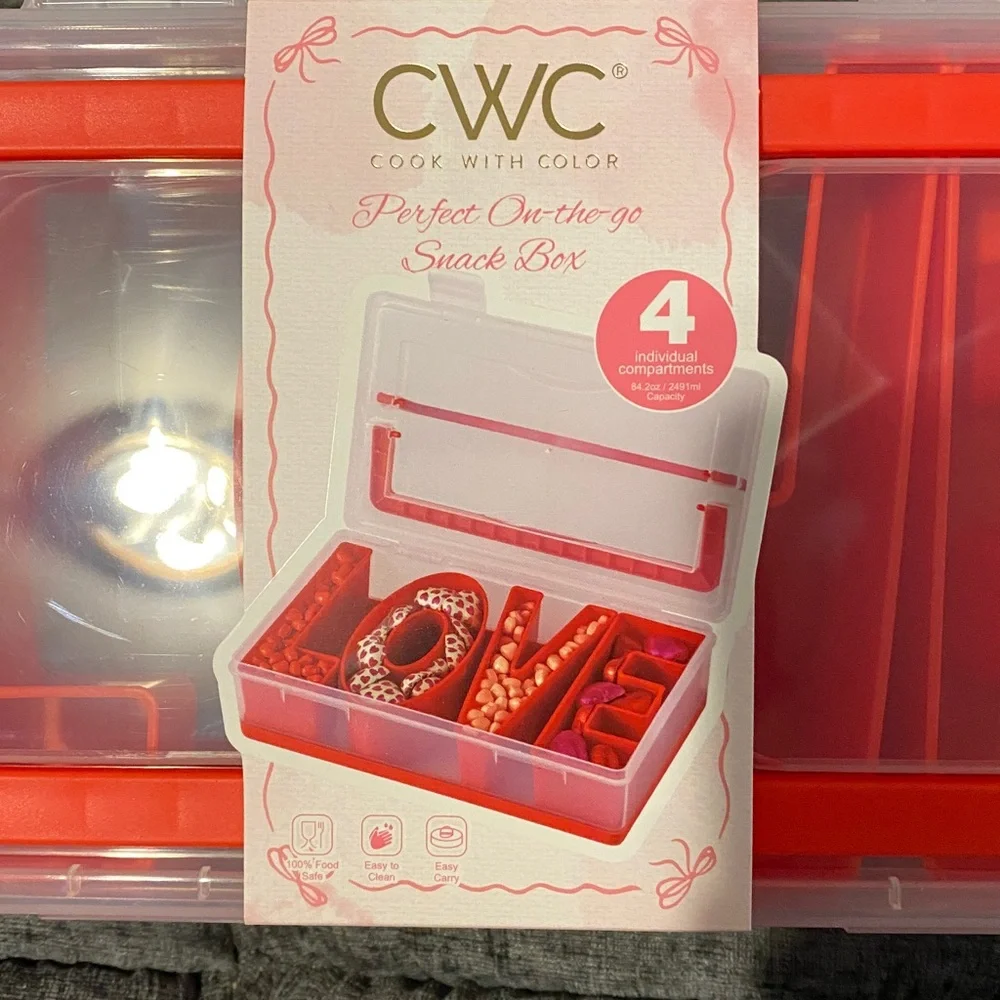 CWC®
COOK WITH COLOR
Perfect On-the-go
Snack Box
4
individual
compartments
84.2oz / 2491ml
Capacity
LOVE
100% Food
Safe
Easy to
Clean
Easy
Carry